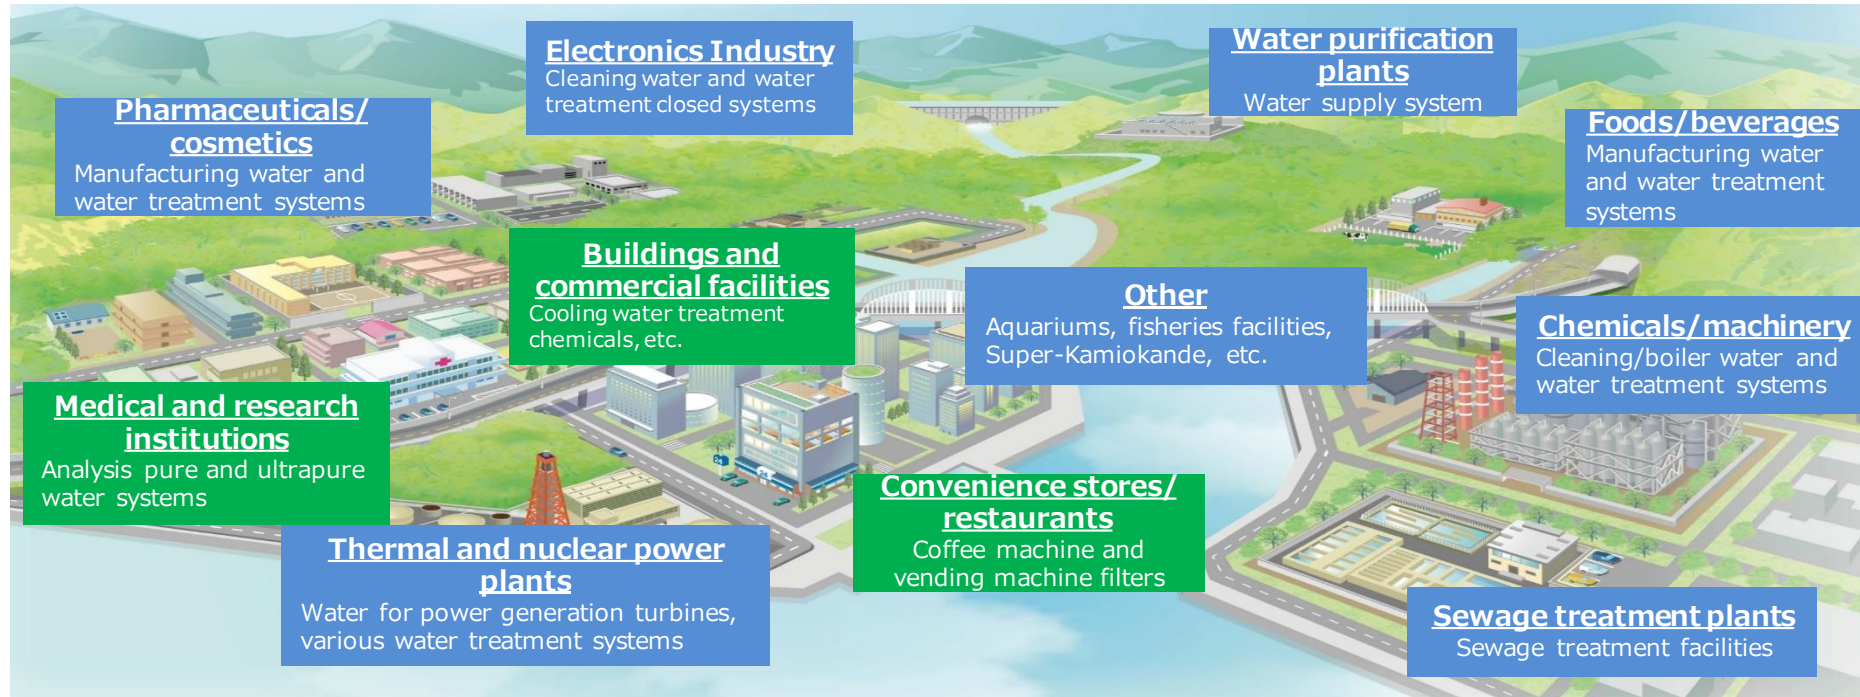 Electronics Industry
Cleaning water and water
treatment closed systems
Water purification
plants
Water supply system
Pharmaceuticals/
cosmetics
Manufacturing water and
water treatment systems
Foods/beverages
Manufacturing water
and water treatment
systems
Buildings and
commercial facilities
Cooling water treatment
chemicals, etc.
Other
Aquariums, fisheries facilities,
Super-Kamiokande, etc.
Chemicals/machinery
Cleaning/boiler water and
water treatment systems
Medical and research
institutions
Analysis pure and ultrapure
water systems
24
24
Convenience stores/
restaurants
Coffee machine and
vending machine filters
Thermal and nuclear power
plants
Water for power generation turbines,
various water treatment systems
Sewage treatment plants
Sewage treatment facilities